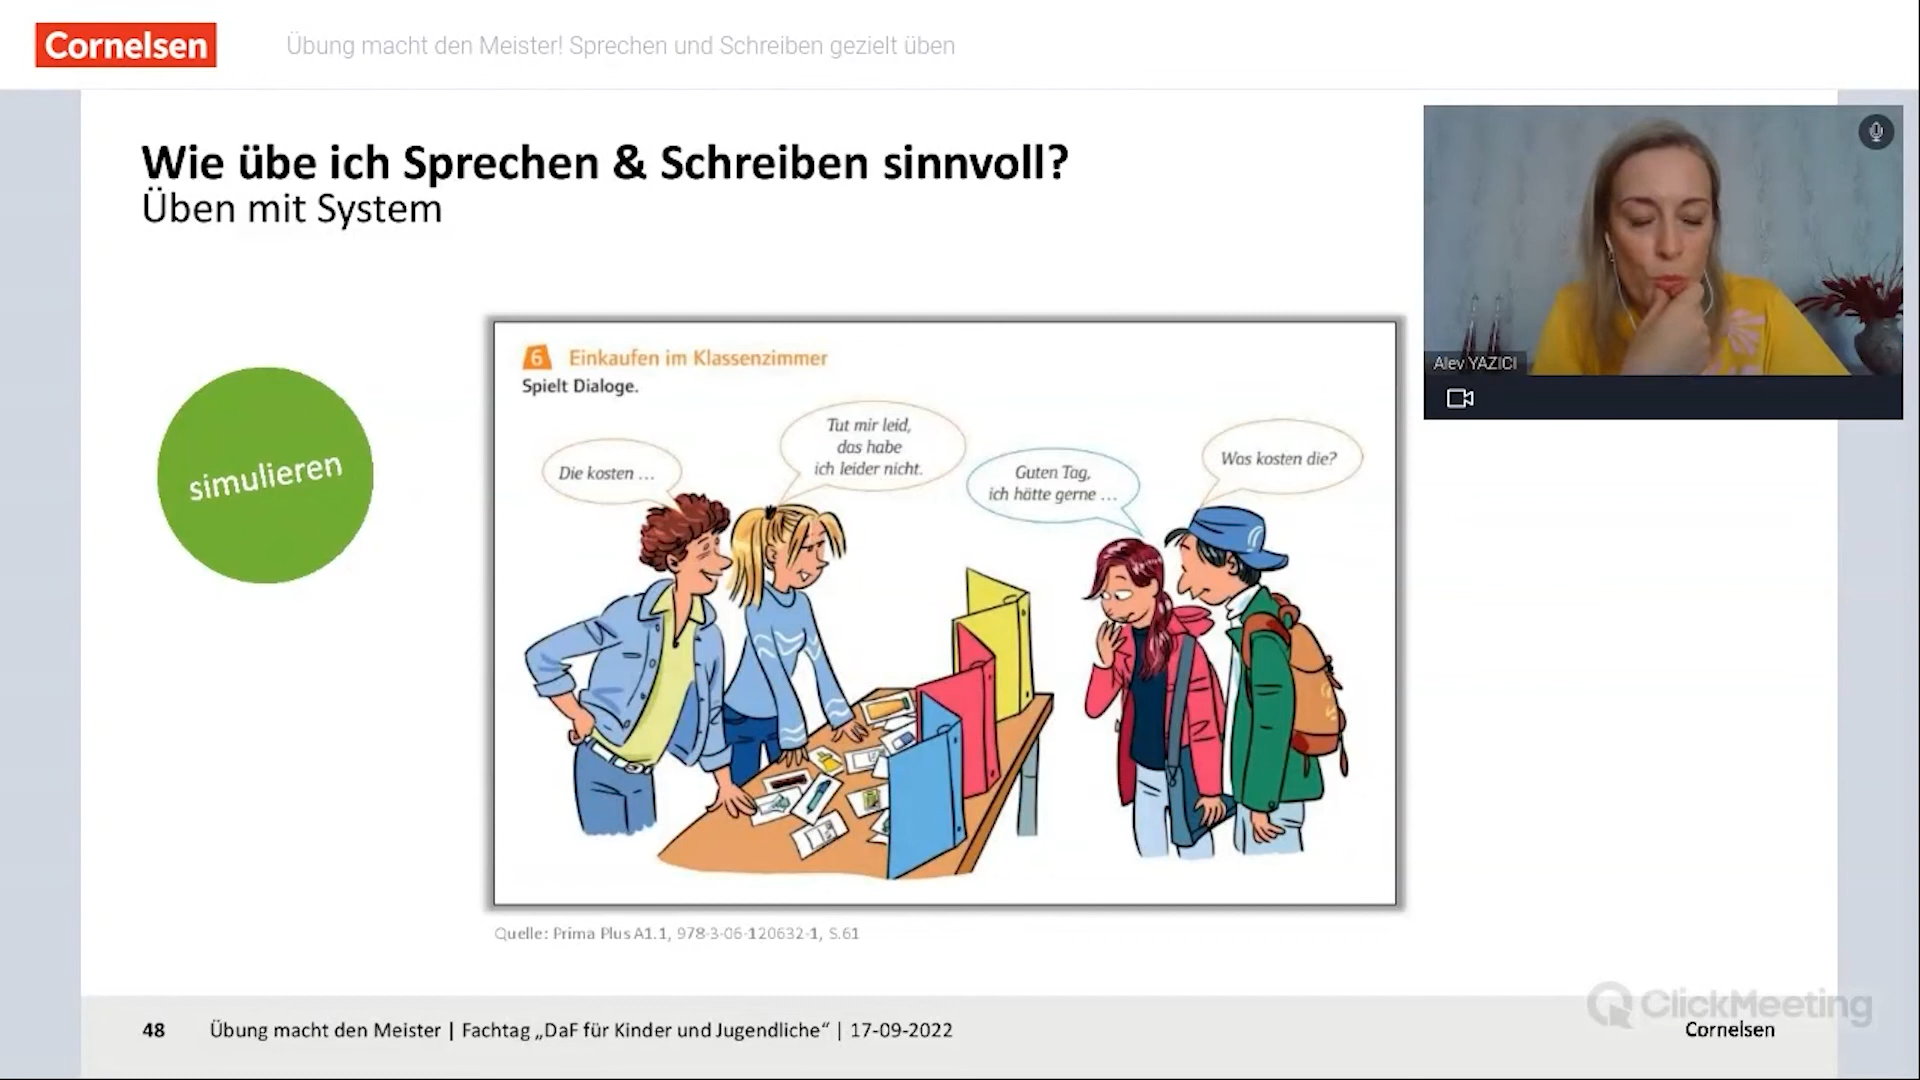 Cornelsen
Übung macht den Meister! Sprechen und Schreiben gezielt üben
Wie übe ich Sprechen & Schreiben sinnvoll?
Üben mit System
Alev YAZICI
simulieren
6 Einkaufen im Klassenzimmer
Spielt Dialoge.
Die kosten ...
Tut mir leid,
das habe
ich leider nicht.
Guten Tag,
ich hätte gerne ...
Was kosten die?
Quelle: Prima Plus A1.1, 978-3-06-120632-1, S.61
ClickMeeting
48 Übung macht den Meister | Fachtag „DaF für Kinder und Jugendliche“ | 17-09-2022
Cornelsen